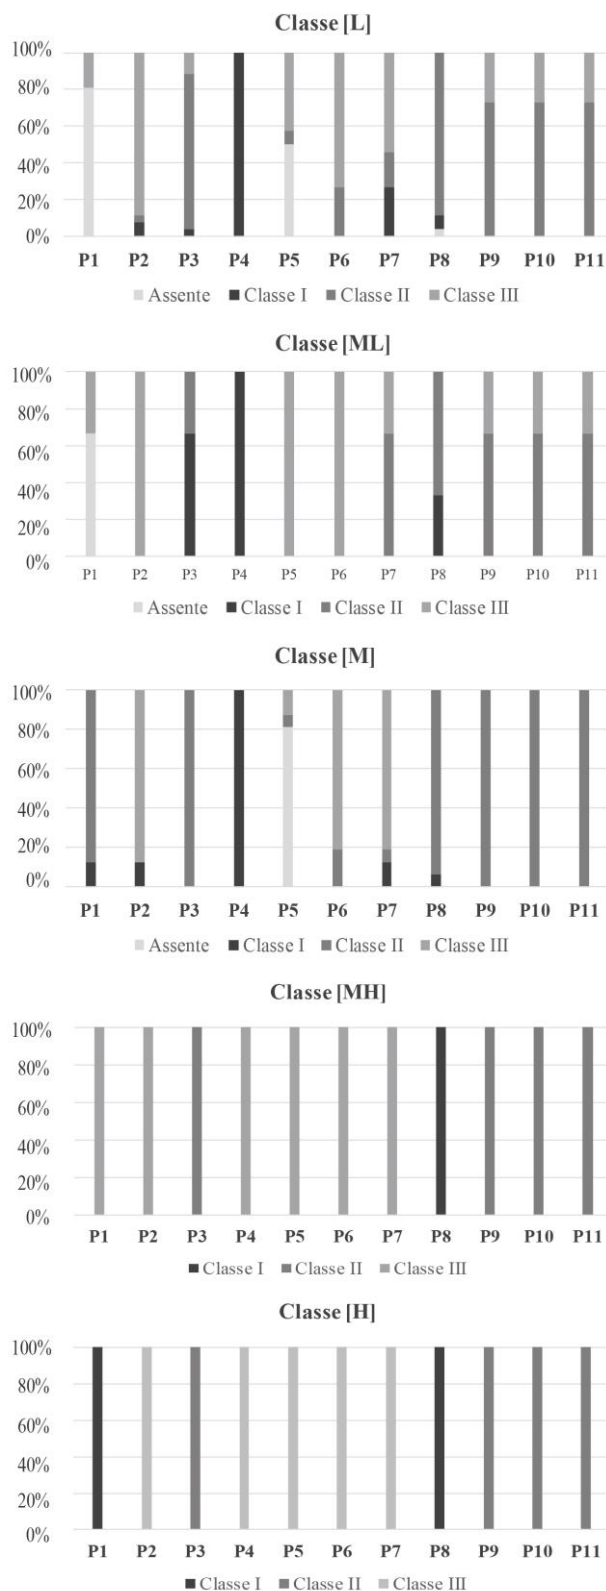 Classe [L]
100%
80%
60%
40%
20%
0%
P1 P2 P3 P4 P5 P6 P7 P8 P9 P10 P11
Assente Classe I Classe II Classe III
Classe [ML]
100%
80%
60%
40%
20%
0%
P1 P2 P3 P4 P5 P6 P7 P8 P9 P10 P11
Assente Classe I Classe II Classe III
Classe [M]
100%
80%
60%
40%
20%
0%
P1 P2 P3 P4 P5 P6 P7 P8 P9 P10 P11
Assente Classe I Classe II Classe III
Classe [MH]
100%
80%
60%
40%
20%
0%
P1 P2 P3 P4 P5 P6 P7 P8 P9 P10 P11
Classe I Classe II Classe III
Classe [H]
100%
80%
60%
40%
20%
0%
P1 P2 P3 P4 P5 P6 P7 P8 P9 P10 P11
Classe I Classe II Classe III